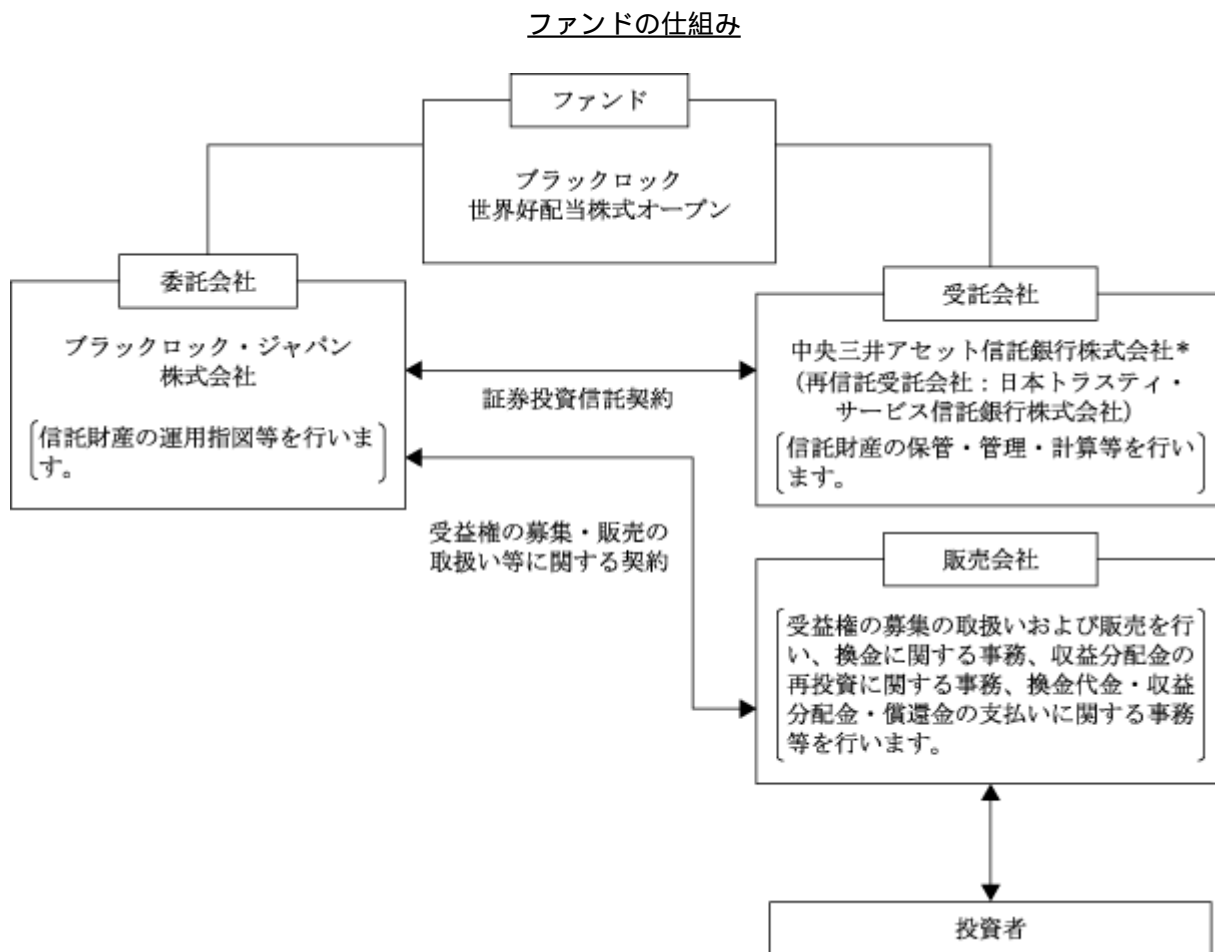 ファンドの仕組み
ファンド
ブラックロック
世界好配当株式オープン
委託会社
ブラックロック・ジャパン
株式会社
信託財産の運用指図等を行いま
す。
証券投資信託契約
受託会社
中央三井アセット信託銀行株式会社*
(再信託受託会社：日本トラスティ・
サービス信託銀行株式会社)
信託財産の保管・管理・計算等を行い
ます。
受益権の募集・販売の
取扱い等に関する契約
販売会社
受益権の募集の取扱いおよび販売を行
い、換金に関する事務、収益分配金の
再投資に関する事務、換金代金・収益
分配金・償還金の支払いに関する事務
等を行います。
投資者